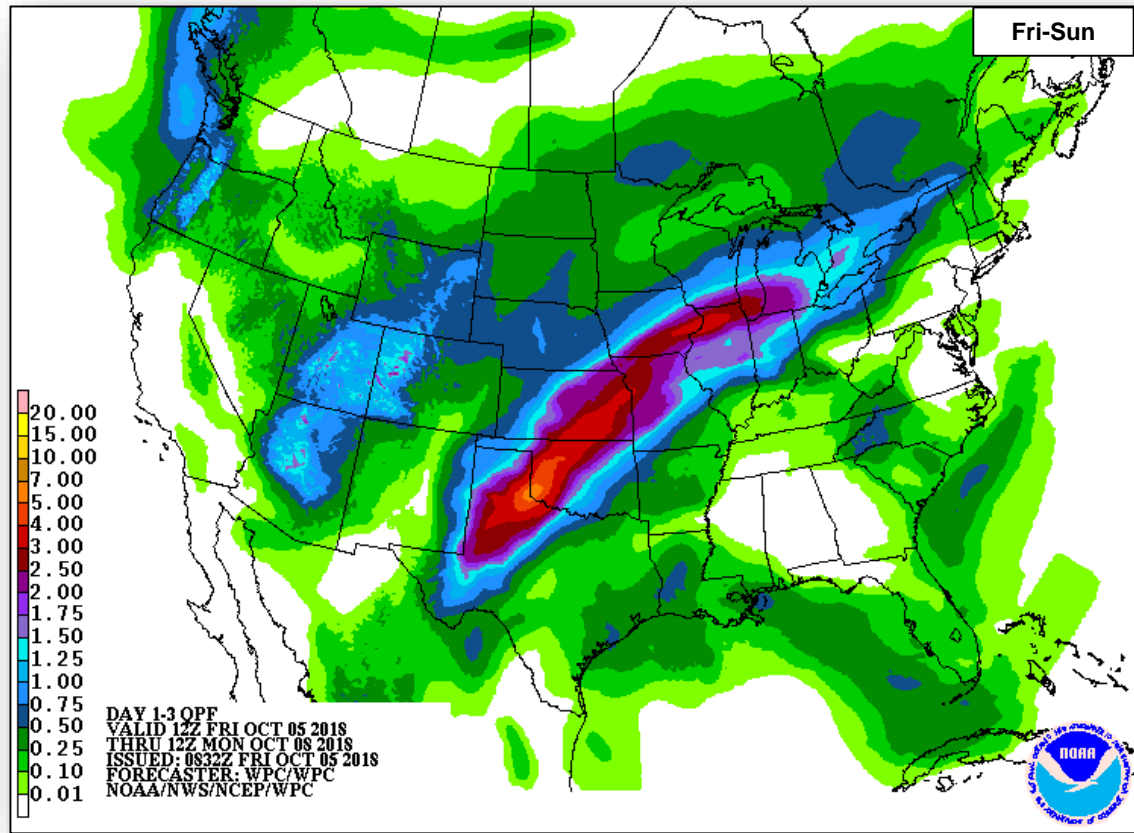 Fri-Sun
20.00
15.00
10.00
7.00
5.00
4.00
3.00
2.50
2.00
1.75
1.50
1.25
1.00
0.75
0.50
0.25
0.10
0.01
DAY 1-3 QPF
VALID 12Z FRI OCT 05 2018
THRU 12Z MON OCT 08 2018
ISSUED: 0832Z FRI OCT 05 2018
FORECASTER: WPC/WPC
NOAA/NWS/NCEP/WPC
NOAA